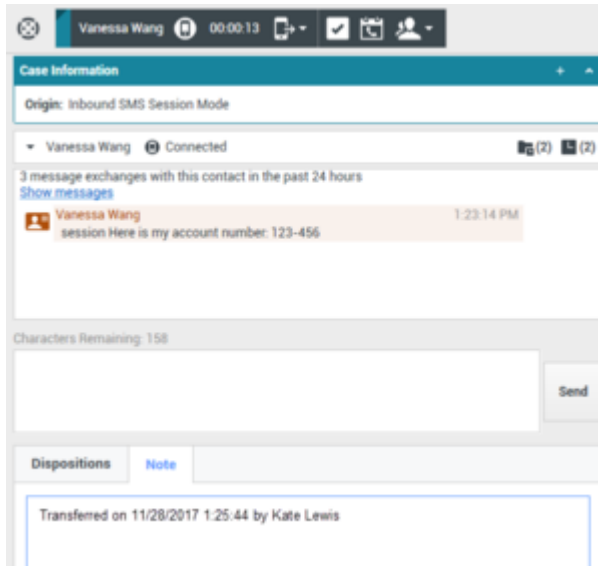 Vanessa Wang 00:00:13
Case Information
Origin: Inbound SMS Session Mode
Vanessa Wang Connected (2) (2)
3 message exchanges with this contact in the past 24 hours
Show messages
Vanessa Wang 1:23:14 PM
session Here is my account number: 123-456
Characters Remaining: 158
Send
Dispositions Note
Transferred on 11/28/2017 1:25:44 by Kate Lewis